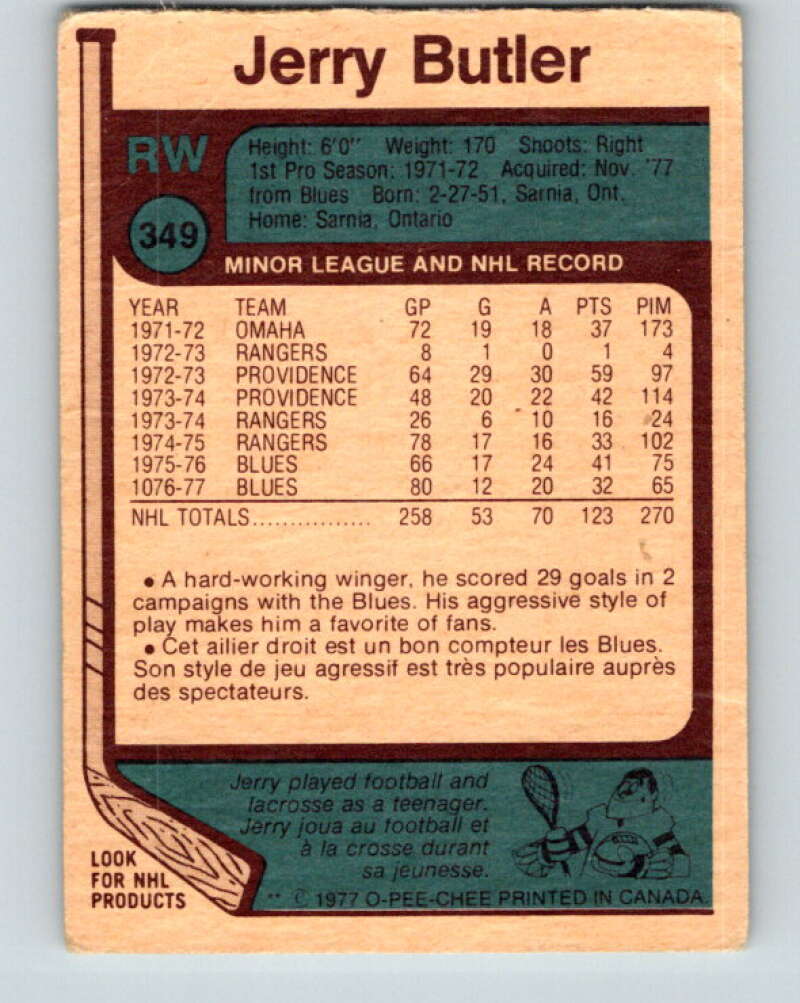 Jerry Butler
RW
349
Height: 6'0" Weight: 170 Shoots: Right
1st Pro Season: 1971-72 Acquired: Nov. '77
from Blues Born: 2-27-51, Sarnia, Ont.
Home: Sarnia, Ontario
MINOR LEAGUE AND NHL RECORD
YEAR TEAM GP G A PTS PIM
1971-72 OMAHA 72 19 18 37 173
1972-73 RANGERS 8 1 0 1 4
1972-73 PROVIDENCE 64 29 30 59 97
1973-74 PROVIDENCE 48 20 22 42 114
1973-74 RANGERS 26 6 10 16 24
1974-75 RANGERS 78 17 16 33 102
1975-76 BLUES 66 17 24 41 75
1076-77 BLUES 80 12 20 32 65
NHL TOTALS................ 258 53 70 123 270
• A hard-working winger, he scored 29 goals in 2
campaigns with the Blues. His aggressive style of
play makes him a favorite of fans.
• Cet ailier droit est un bon compteur les Blues.
Son style de jeu agressif est très populaire auprès
des spectateurs.
Jerry played football and
lacrosse as a teenager.
Jerry joua au football et
à la crosse durant
sa jeunesse.
LOOK
FOR NHL
PRODUCTS
** © 1977 O-PEE-CHEE PRINTED IN CANADA